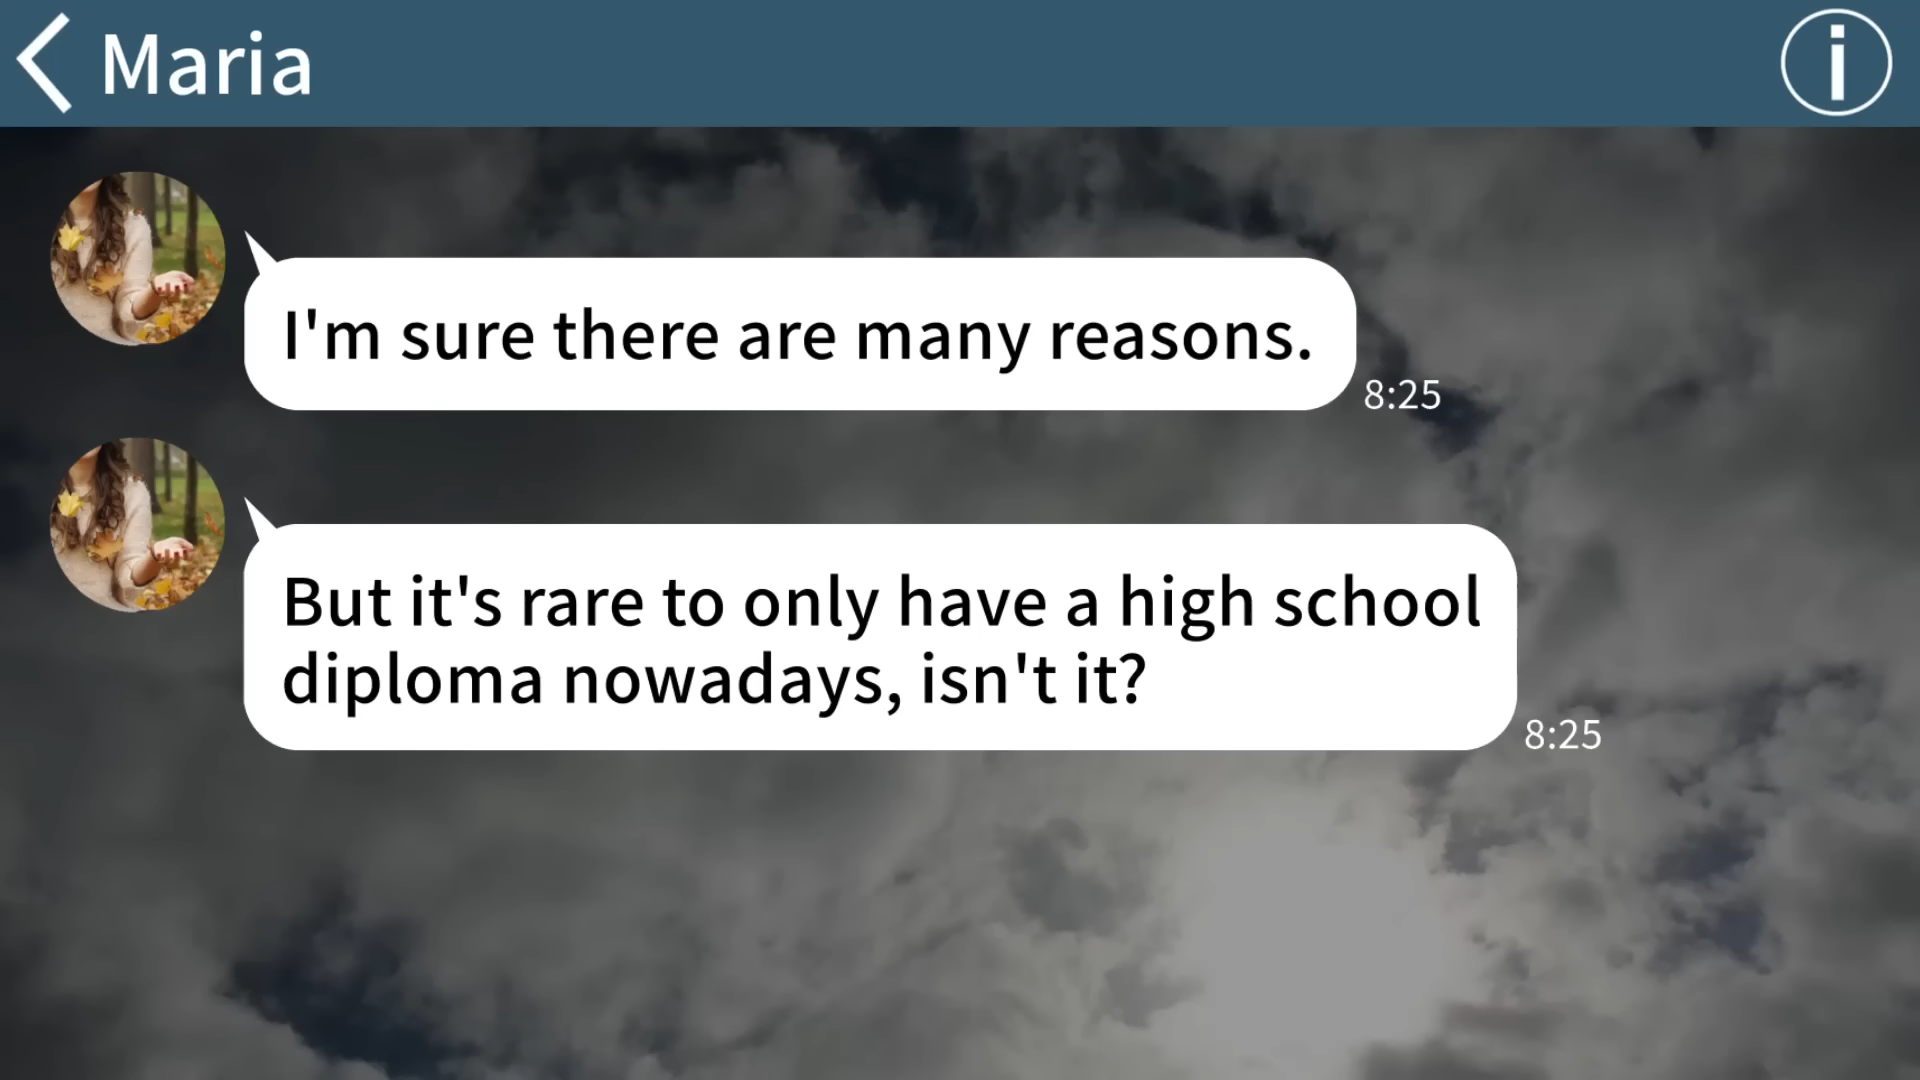 Maria
I'm sure there are many reasons.
8:25
But it's rare to only have a high school
diploma nowadays, isn't it?
8:25